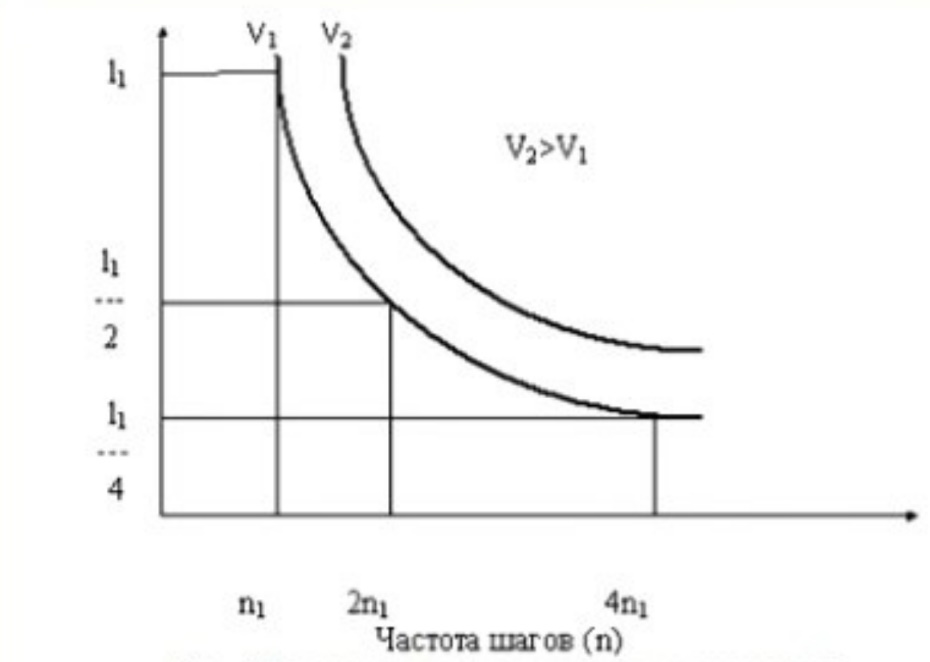 V₁ V₂
l₁
V₂>V₁
l₁
---
2
l₁
---
4
n₁ 2n₁ 4n₁
Частота шагов (n)